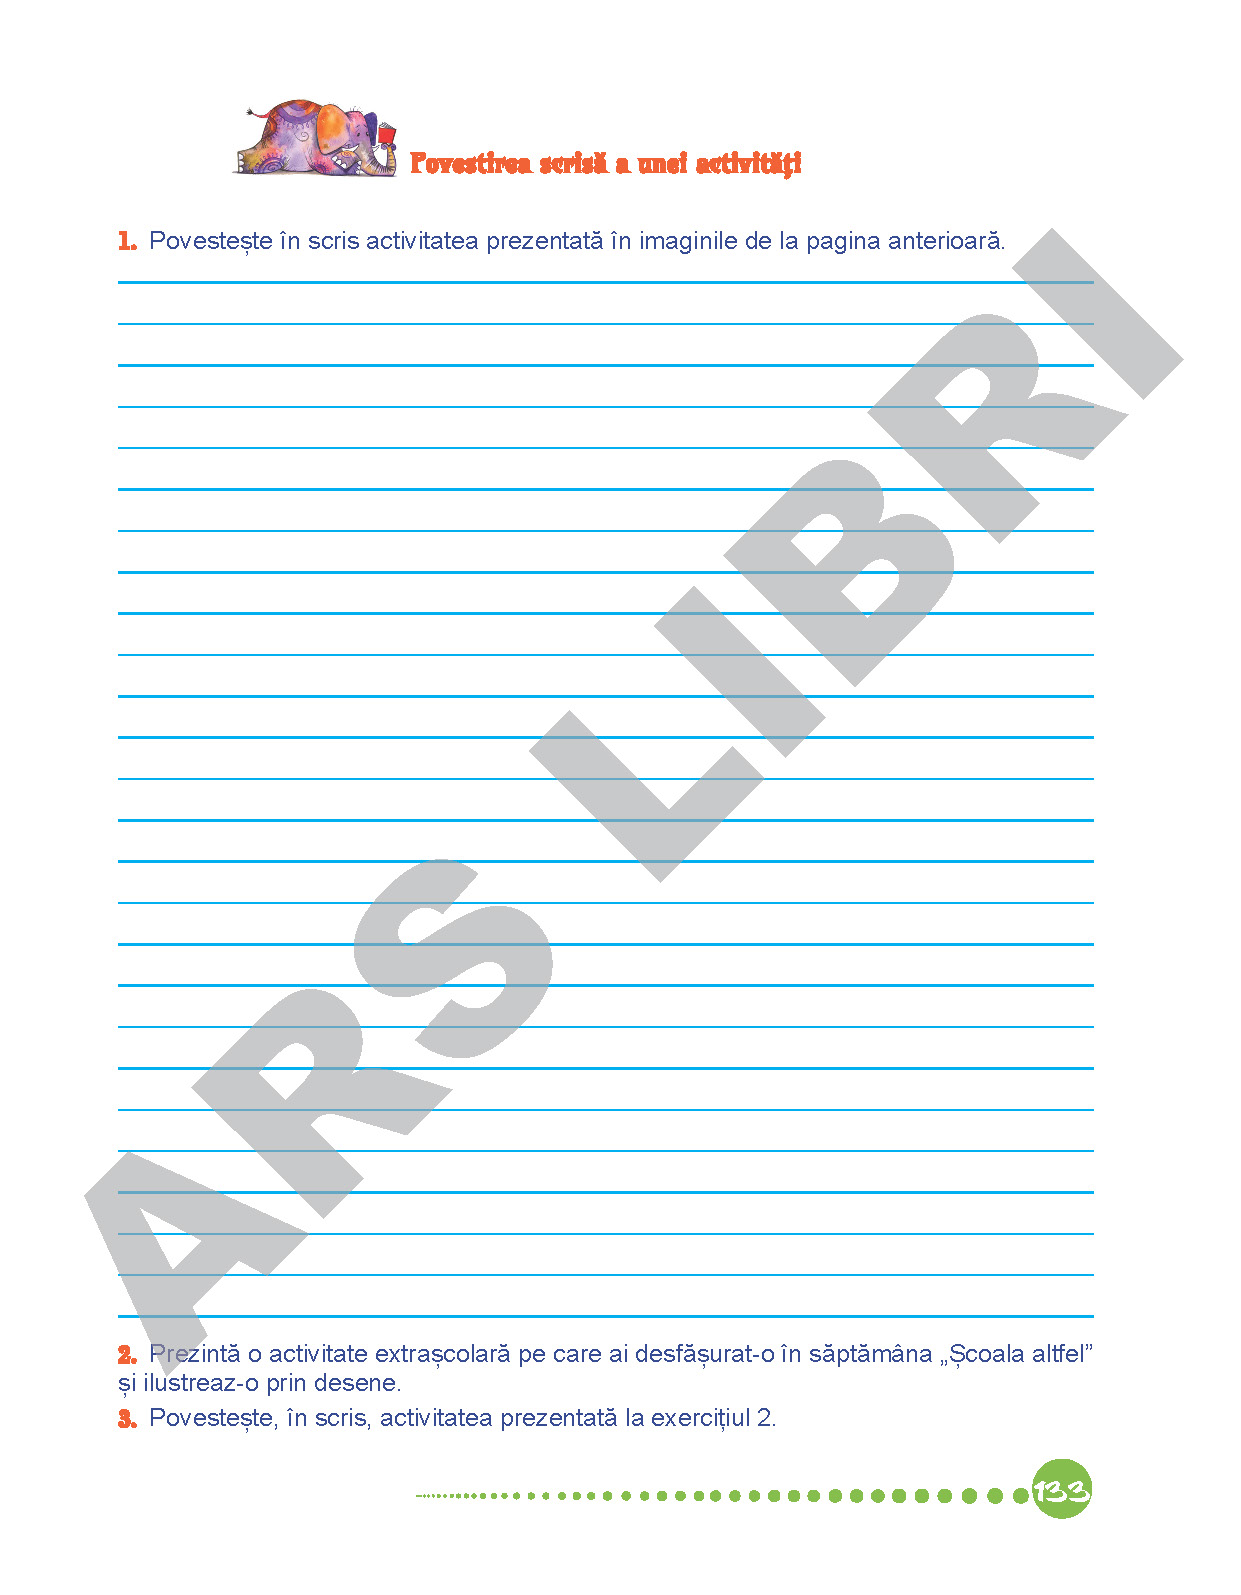 Povestirea scrisă a unei activități
1. Povestește în scris activitatea prezentată în imaginile de la pagina anterioară.
ARS LIBRI
2. Prezintă o activitate extrașcolară pe care ai desfășurat-o în săptămâna „Școala altfel”
și ilustreaz-o prin desene.
3. Povestește, în scris, activitatea prezentată la exercițiul 2.
133